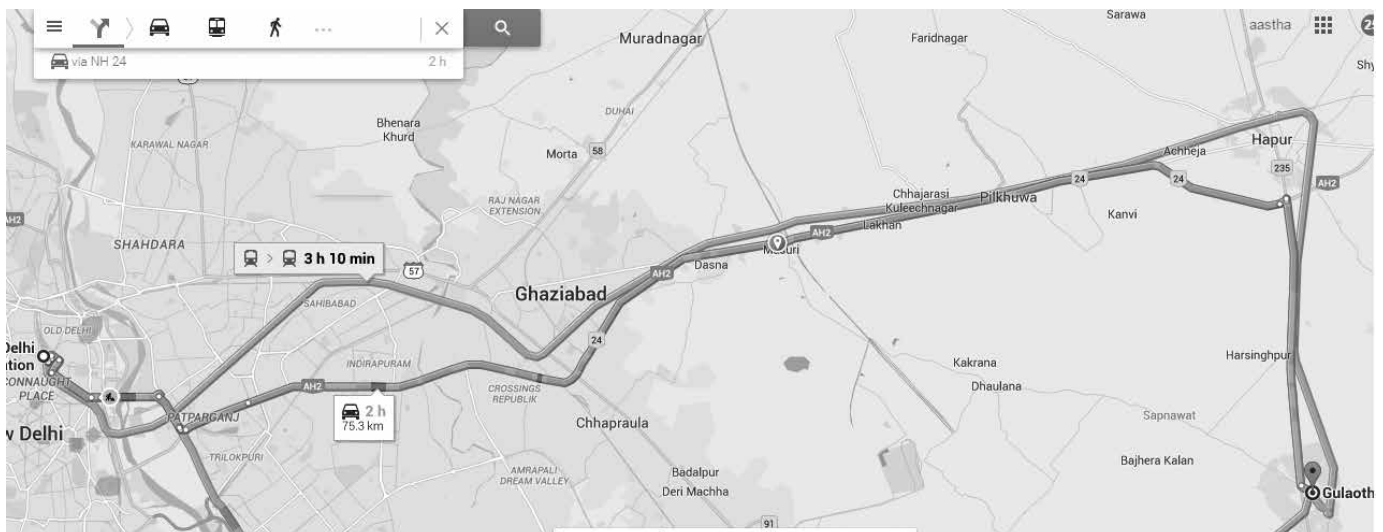 via NH 24
2 h
...
Muradnagar
Faridnagar
Sarawa
aastha
DUHAI
58
Bhenara
Khurd
KARAWAL NAGAR
Morta
Achheja
Hapur
235
AH2
RAJ NAGAR
EXTENSION
Chhajarasi
Kuleechnagar
Pilkhuwa
24
24
Kanvi
Lakhan
AH2
AH2
SHAHDARA
3 h 10 min
57
Dasna
AH2
SAHIBABAD
Ghaziabad
24
OLD DELHI
Delhi
CONNAUGHT
PLACE
INDIRAPURAM
AH2
CROSSINGS
REPUBLIK
Kakrana
Dhaulana
Harsinghpur
2 h
75.3 km
PATPARGANJ
w Delhi
Chhapraula
Sapnawat
TRILOKPURI
AMRAPALI
DREAM VALLEY
Badalpur
Deri Machha
Bajhera Kalan
Gulaoth
91